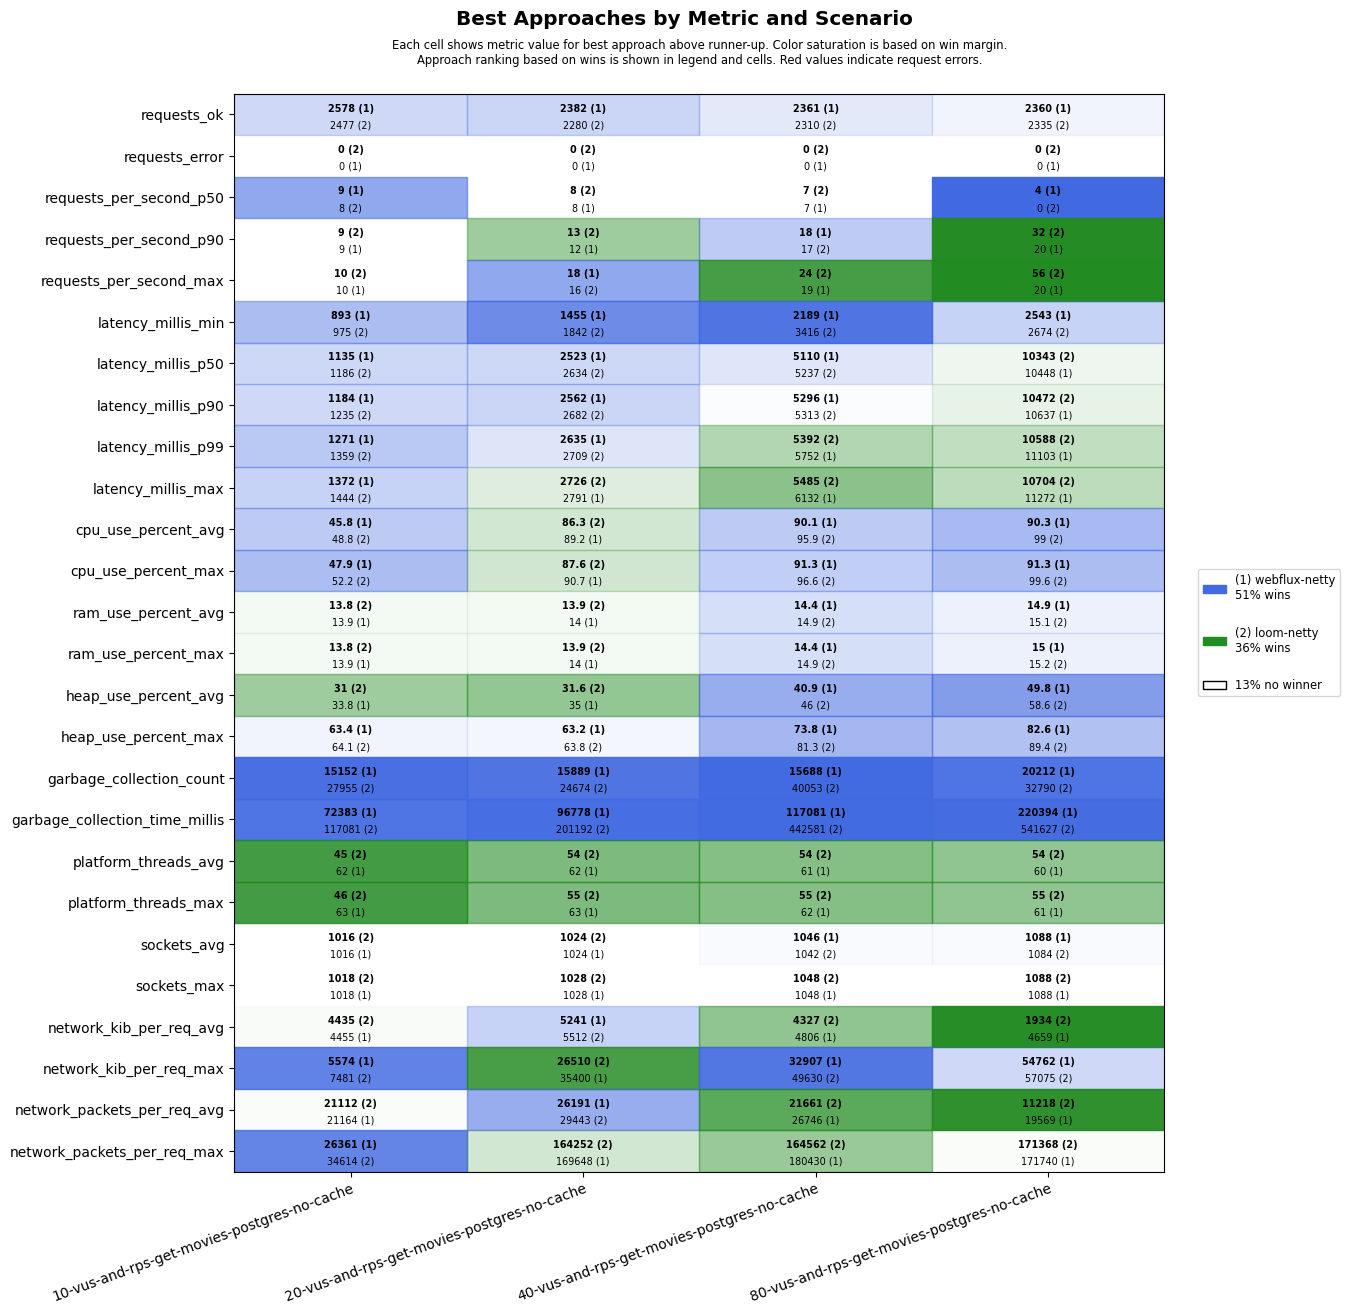 Best Approaches by Metric and Scenario
Each cell shows metric value for best approach above runner-up. Color saturation is based on win margin.
Approach ranking based on wins is shown in legend and cells. Red values indicate request errors.
requests_ok
2578 (1) 2382 (1) 2361 (1) 2360 (1)
2477 (2) 2280 (2) 2310 (2) 2335 (2)
requests_error
0 (2) 0 (2) 0 (2) 0 (2)
0 (1) 0 (1) 0 (1) 0 (1)
requests_per_second_p50
9 (1) 8 (2) 7 (2) 4 (1)
8 (2) 8 (1) 7 (1) 0 (2)
requests_per_second_p90
9 (2) 13 (2) 18 (1) 32 (2)
9 (1) 12 (1) 17 (2) 20 (1)
requests_per_second_max
10 (2) 18 (1) 24 (2) 56 (2)
10 (1) 16 (2) 19 (1) 20 (1)
latency_millis_min
893 (1) 1455 (1) 2189 (1) 2543 (1)
975 (2) 1842 (2) 3416 (2) 2674 (2)
latency_millis_p50
1135 (1) 2523 (1) 5110 (1) 10343 (2)
1186 (2) 2634 (2) 5237 (2) 10448 (1)
latency_millis_p90
1184 (1) 2562 (1) 5296 (1) 10472 (2)
1235 (2) 2682 (2) 5313 (2) 10637 (1)
latency_millis_p99
1271 (1) 2635 (1) 5392 (2) 10588 (2)
1359 (2) 2709 (2) 5752 (1) 11103 (1)
latency_millis_max
1372 (1) 2726 (2) 5485 (2) 10704 (2)
1444 (2) 2791 (1) 6132 (1) 11272 (1)
cpu_use_percent_avg
45.8 (1) 86.3 (2) 90.1 (1) 90.3 (1)
48.8 (2) 89.2 (1) 95.9 (2) 99 (2)
cpu_use_percent_max
47.9 (1) 87.6 (2) 91.3 (1) 91.3 (1)
52.2 (2) 90.7 (1) 96.6 (2) 99.6 (2)
ram_use_percent_avg
13.8 (2) 13.9 (2) 14.4 (1) 14.9 (1)
13.9 (1) 14 (1) 14.9 (2) 15.1 (2)
ram_use_percent_max
13.8 (2) 13.9 (2) 14.4 (1) 15 (1)
13.9 (1) 14 (1) 14.9 (2) 15.2 (2)
heap_use_percent_avg
31 (2) 31.6 (2) 40.9 (1) 49.8 (1)
33.8 (1) 35 (1) 46 (2) 58.6 (2)
heap_use_percent_max
63.4 (1) 63.2 (1) 73.8 (1) 82.6 (1)
64.1 (2) 63.8 (2) 81.3 (2) 89.4 (2)
garbage_collection_count
15152 (1) 15889 (1) 15688 (1) 20212 (1)
27955 (2) 24674 (2) 40053 (2) 32790 (2)
garbage_collection_time_millis
72383 (1) 96778 (1) 117081 (1) 220394 (1)
117081 (2) 201192 (2) 442581 (2) 541627 (2)
platform_threads_avg
45 (2) 54 (2) 54 (2) 54 (2)
62 (1) 62 (1) 61 (1) 60 (1)
platform_threads_max
46 (2) 55 (2) 55 (2) 55 (2)
63 (1) 63 (1) 62 (1) 61 (1)
sockets_avg
1016 (2) 1024 (2) 1046 (1) 1088 (1)
1016 (1) 1024 (1) 1042 (2) 1084 (2)
sockets_max
1018 (2) 1028 (2) 1048 (2) 1088 (2)
1018 (1) 1028 (1) 1048 (1) 1088 (1)
network_kib_per_req_avg
4435 (2) 5241 (1) 4327 (2) 1934 (2)
4455 (1) 5512 (2) 4806 (1) 4659 (1)
network_kib_per_req_max
5574 (1) 26510 (2) 32907 (1) 54762 (1)
7481 (2) 35400 (1) 49630 (2) 57075 (2)
network_packets_per_req_avg
21112 (2) 26191 (1) 21661 (2) 11218 (2)
21164 (1) 29443 (2) 26746 (1) 19569 (1)
network_packets_per_req_max
26361 (1) 164252 (2) 164562 (2) 171368 (2)
34614 (2) 169648 (1) 180430 (1) 171740 (1)
10-vus-and-rps-get-movies-postgres-no-cache
20-vus-and-rps-get-movies-postgres-no-cache
40-vus-and-rps-get-movies-postgres-no-cache
80-vus-and-rps-get-movies-postgres-no-cache
(1) webflux-netty
51% wins
(2) loom-netty
36% wins
13% no winner